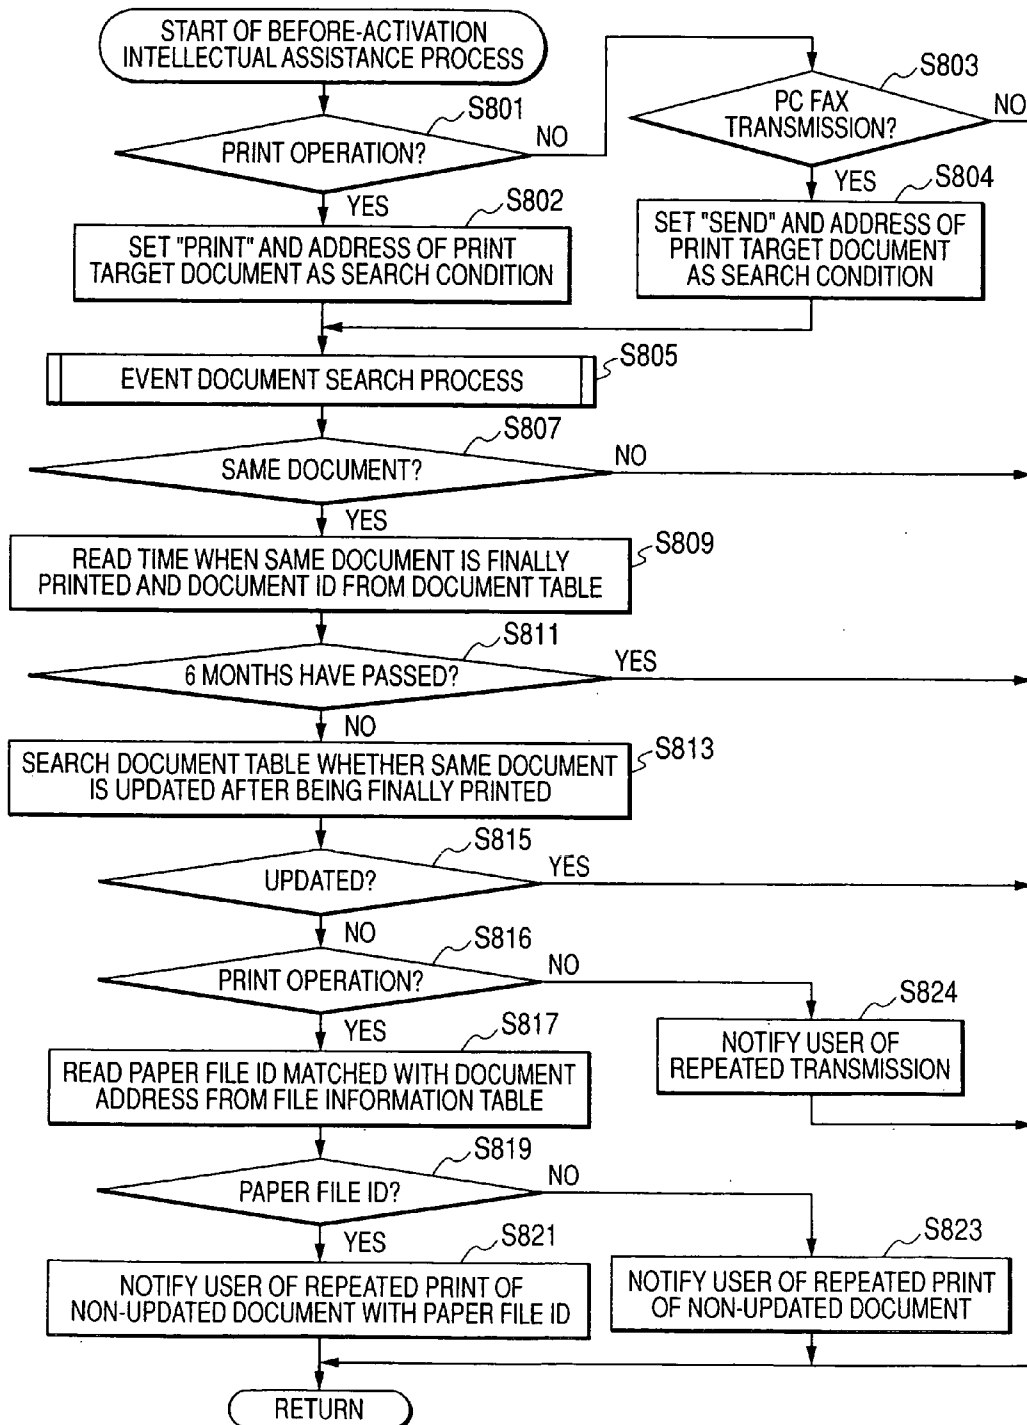 START OF BEFORE-ACTIVATION
INTELLECTUAL ASSISTANCE PROCESS
S801
PRINT OPERATION?
NO
YES
S803
PC FAX
TRANSMISSION?
NO
YES
S802
SET "PRINT" AND ADDRESS OF PRINT
TARGET DOCUMENT AS SEARCH CONDITION
S804
SET "SEND" AND ADDRESS OF
PRINT TARGET DOCUMENT
AS SEARCH CONDITION
S805
EVENT DOCUMENT SEARCH PROCESS
S807
SAME DOCUMENT?
NO
YES
S809
READ TIME WHEN SAME DOCUMENT IS FINALLY
PRINTED AND DOCUMENT ID FROM DOCUMENT TABLE
S811
6 MONTHS HAVE PASSED?
YES
NO
S813
SEARCH DOCUMENT TABLE WHETHER SAME DOCUMENT
IS UPDATED AFTER BEING FINALLY PRINTED
S815
UPDATED?
YES
NO
S816
PRINT OPERATION?
NO
YES
S824
NOTIFY USER OF
REPEATED TRANSMISSION
S817
READ PAPER FILE ID MATCHED WITH DOCUMENT
ADDRESS FROM FILE INFORMATION TABLE
S819
PAPER FILE ID?
NO
YES
S821
NOTIFY USER OF REPEATED PRINT OF
NON-UPDATED DOCUMENT WITH PAPER FILE ID
S823
NOTIFY USER OF REPEATED PRINT
OF NON-UPDATED DOCUMENT
RETURN